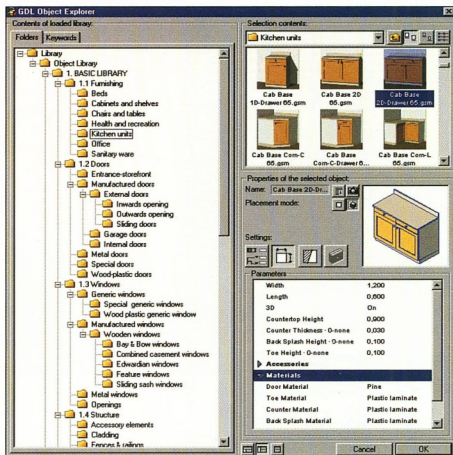 GDL Object Explorer
Contents of loaded library:
Folders
Keywords
Library
Object Library
1. BASIC LIBRARY
1.1 Furnishing
Beds
Cabinets and shelves
Chairs and tables
Health and recreation
Kitchen units
Office
Sanitary ware
1.2 Doors
Entrance-storefront
Manufactured doors
External doors
Inwards opening
Outwards opening
Sliding doors
Garage doors
Internal doors
Metal doors
Special doors
Wood-plastic doors
1.3 Windows
Generic windows
Special generic windows
Wood plastic generic window
Manufactured windows
Wooden windows
Bay & Bow windows
Combined casement windows
Edwardian windows
Feature windows
Sliding sash windows
Metal windows
Openings
1.4 Structure
Accessory elements
Cladding
Fences & railings
Selection contents:
Kitchen units
Cab Base 1D-Drawer 65.gsm
Cab Base 2D 65.gsm
Cab Base 2D-Drawer 65.gsm
Cab Base Com-C 65.gsm
Cab Base Com-C-Drawer 6...
Cab Base Com-L 65.gsm
Properties of the selected object:
Name: Cab Base 2D-Dr...
Placement mode:
Settings:
Parameters
Width 1,200
Length 0,600
3D On
Countertop Height 0,900
Counter Thickness - 0-none 0,030
Back Splash Height - 0-none 0,100
Toe Height - 0-none 0,100
Accessories
Materials
Door Material Pine
Toe Material Plastic laminate
Counter Material Plastic laminate
Back Splash Material Plastic laminate
Cancel
OK